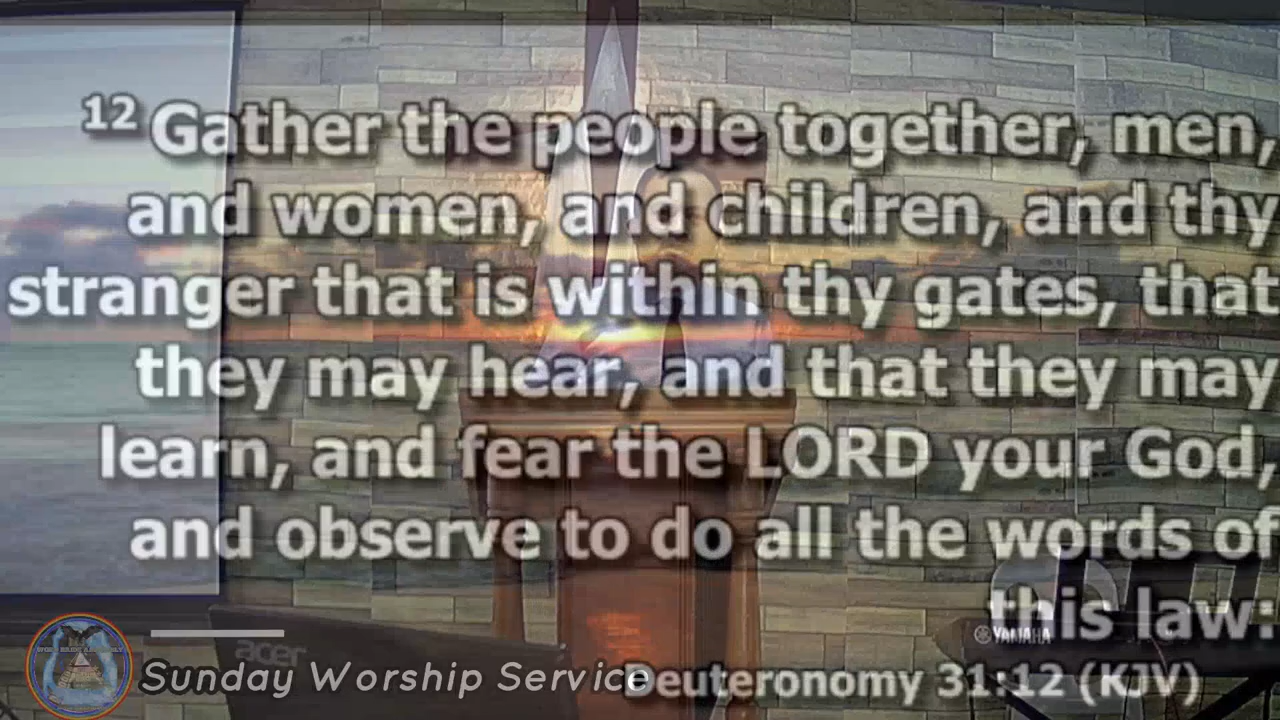 12 Gather the people together, men,
and women, and children, and thy
stranger that is within thy gates, that
they may hear, and that they may
learn, and fear the LORD your God,
and observe to do all the words of
this law:
YAMAHA
acer
Sunday Worship Service
Deuteronomy 31:12 (KJV)